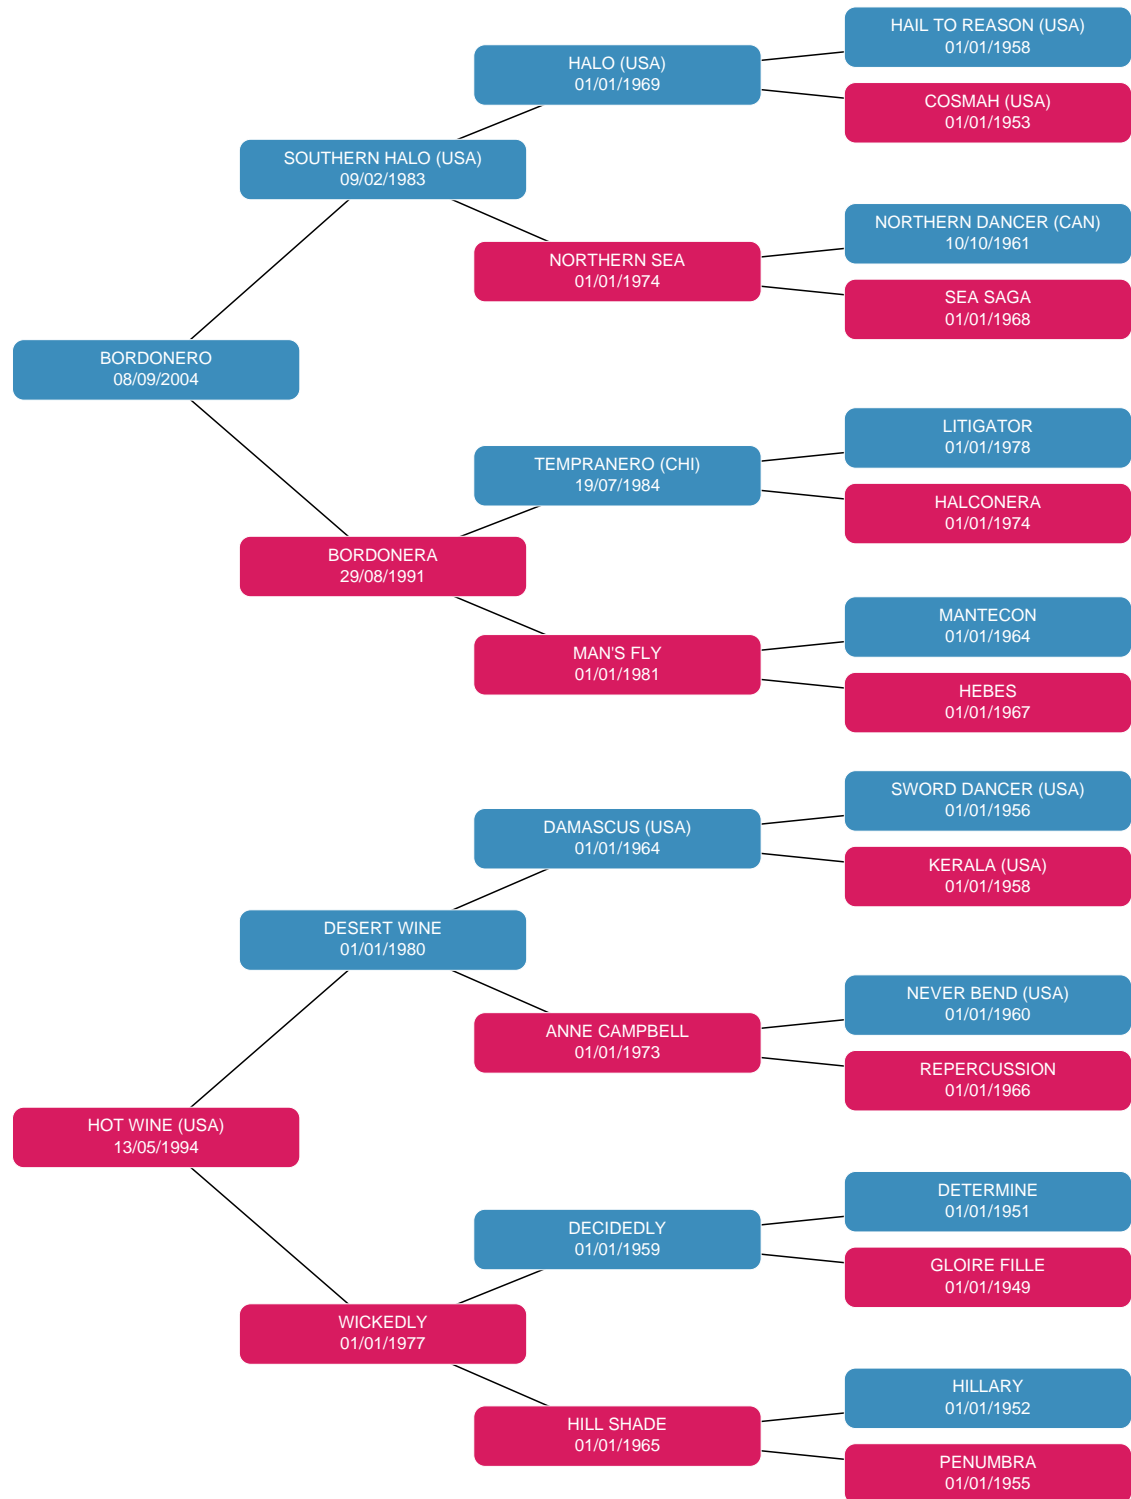 HAIL TO REASON (USA)
01/01/1958
HALO (USA)
01/01/1969
COSMAH (USA)
01/01/1953
SOUTHERN HALO (USA)
09/02/1983
NORTHERN DANCER (CAN)
10/10/1961
NORTHERN SEA
01/01/1974
SEA SAGA
01/01/1968
BORDONERO
08/09/2004
LITIGATOR
01/01/1978
TEMPRANERO (CHI)
19/07/1984
HALCONERA
01/01/1974
BORDONERA
29/08/1991
MANTECON
01/01/1964
MAN'S FLY
01/01/1981
HEBES
01/01/1967
SWORD DANCER (USA)
01/01/1956
DAMASCUS (USA)
01/01/1964
KERALA (USA)
01/01/1958
DESERT WINE
01/01/1980
NEVER BEND (USA)
01/01/1960
ANNE CAMPBELL
01/01/1973
REPERCUSSION
01/01/1966
HOT WINE (USA)
13/05/1994
DETERMINE
01/01/1951
DECIDEDLY
01/01/1959
GLOIRE FILLE
01/01/1949
WICKEDLY
01/01/1977
HILLARY
01/01/1952
HILL SHADE
01/01/1965
PENUMBRA
01/01/1955